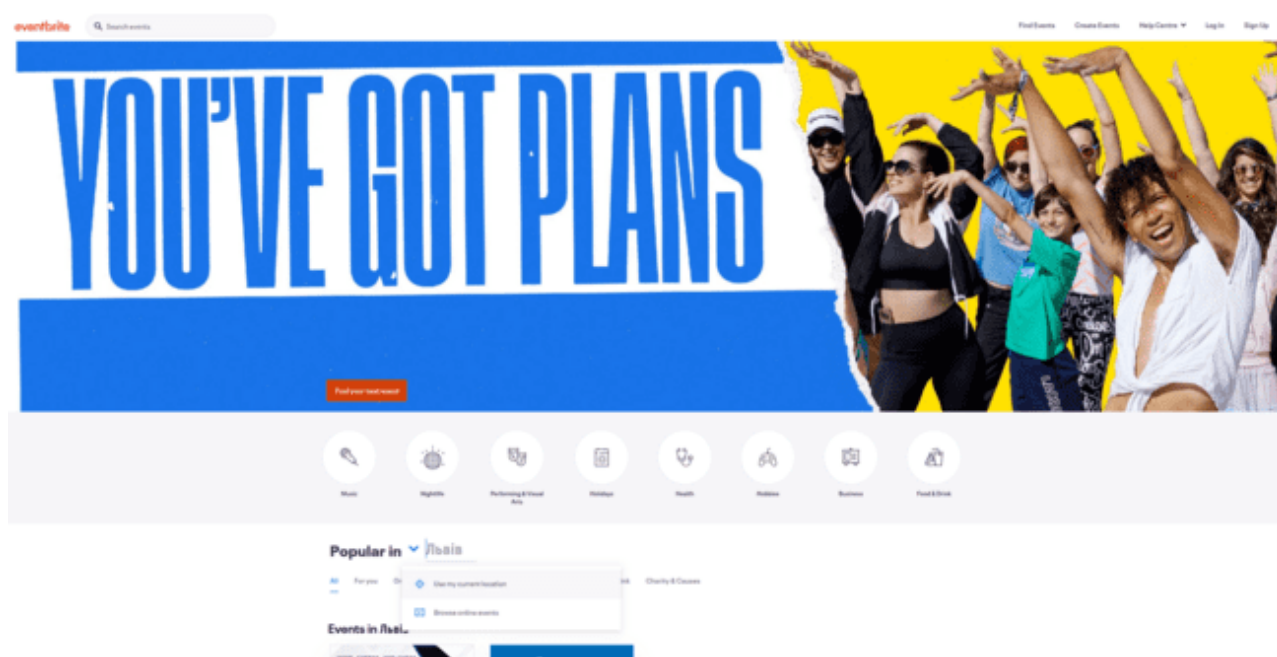 eventbrite
Search events
Find Events
Create Events
Help Centre
Log In
Sign Up
YOU'VE GOT PLANS
Find your next event
Music
Nightlife
Performing & Visual
Arts
Holidays
Health
Hobbies
Business
Food & Drink
Popular in Львів
All
For you
Charity & Causes
Use my current location
Browse online events
Events in Львів